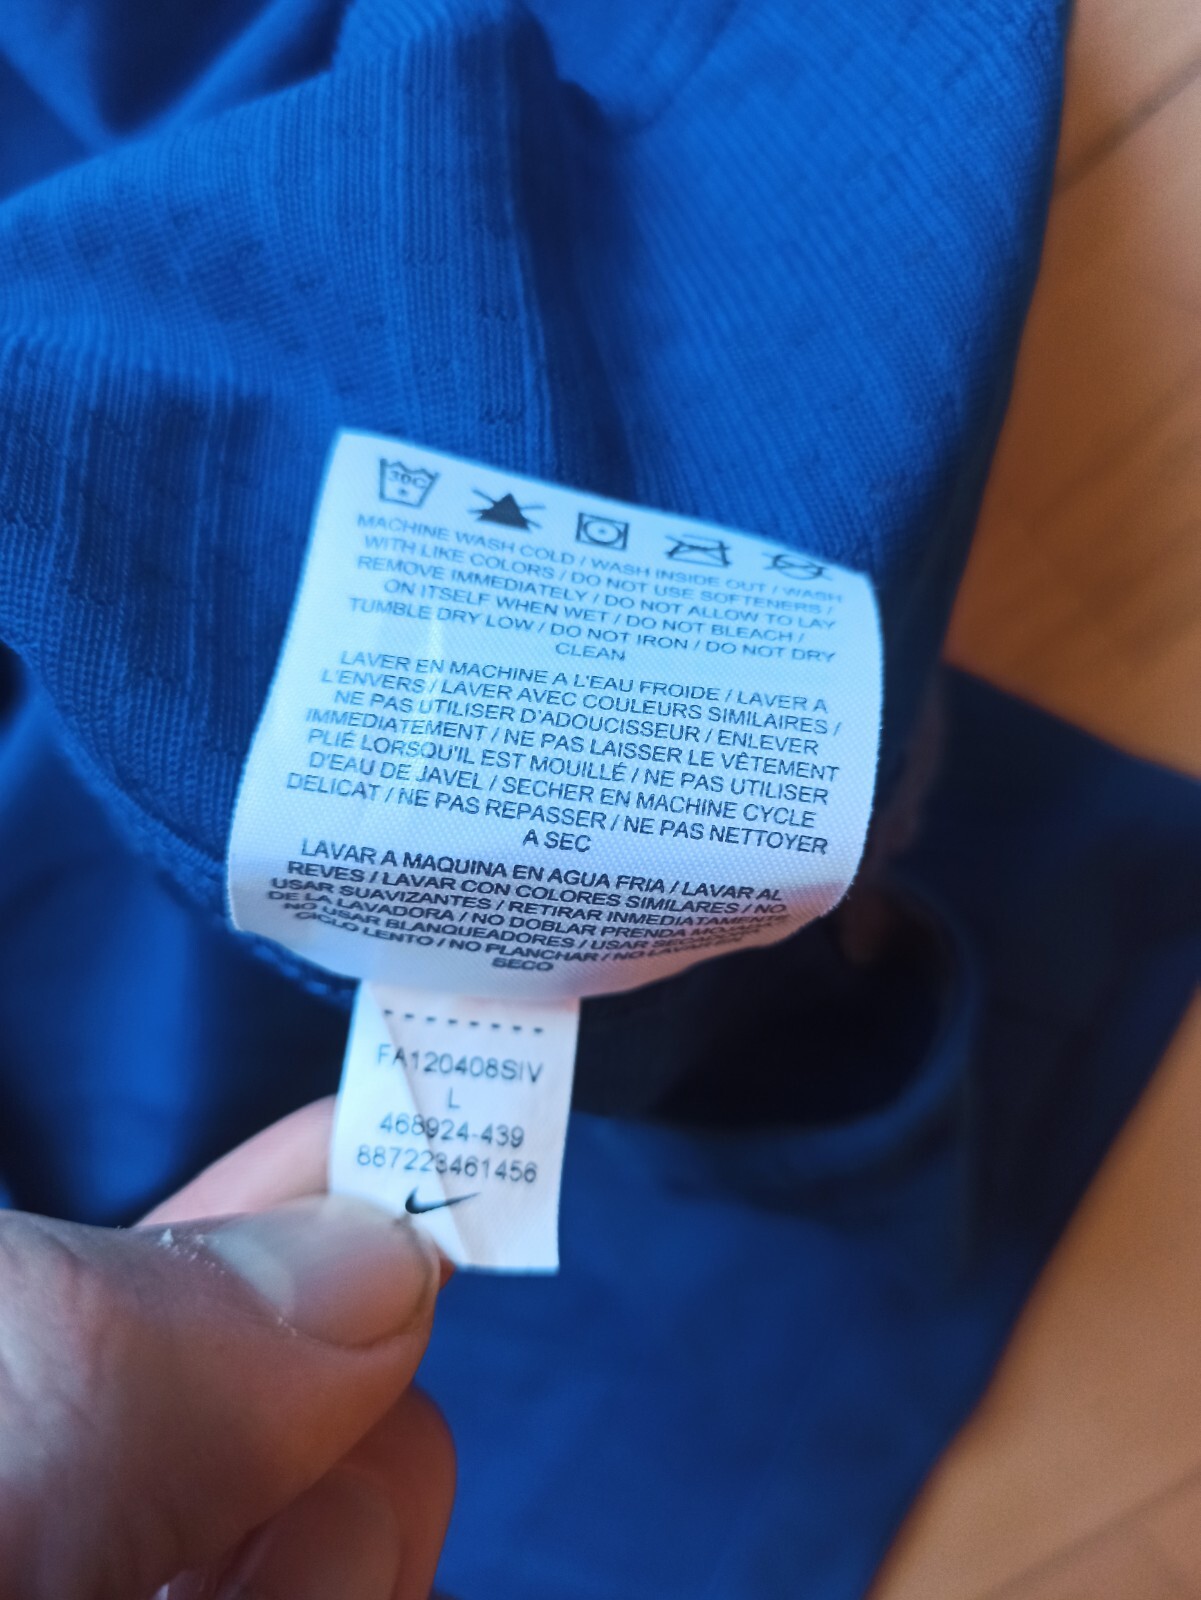 30C
MACHINE WASH COLD / WASH INSIDE OUT / WASH
WITH LIKE COLORS / DO NOT USE SOFTENERS /
REMOVE IMMEDIATELY / DO NOT ALLOW TO LAY
ON ITSELF WHEN WET / DO NOT BLEACH /
TUMBLE DRY LOW / DO NOT IRON / DO NOT DRY
CLEAN
LAVER EN MACHINE A L'EAU FROIDE / LAVER A
L'ENVERS / LAVER AVEC COULEURS SIMILAIRES /
NE PAS UTILISER D'ADOUCISSEUR / ENLEVER
IMMEDIATEMENT / NE PAS LAISSER LE VÊTEMENT
PLIÉ LORSQU'IL EST MOUILLÉ / NE PAS UTILISER
D'EAU DE JAVEL / SECHER EN MACHINE CYCLE
DELICAT / NE PAS REPASSER / NE PAS NETTOYER
A SEC
LAVAR A MAQUINA EN AGUA FRIA / LAVAR AL
REVES / LAVAR CON COLORES SIMILARES / NO
USAR SUAVIZANTES / RETIRAR INMEDIATAMENTE
DE LA LAVADORA / NO DOBLAR PRENDA MOJADA
NO USAR BLANQUEADORES / USAR SECADORA
CICLO LENTO / NO PLANCHAR / NO LAVAR EN
SECO
FA120408SIV
L
468924-439
887223461456